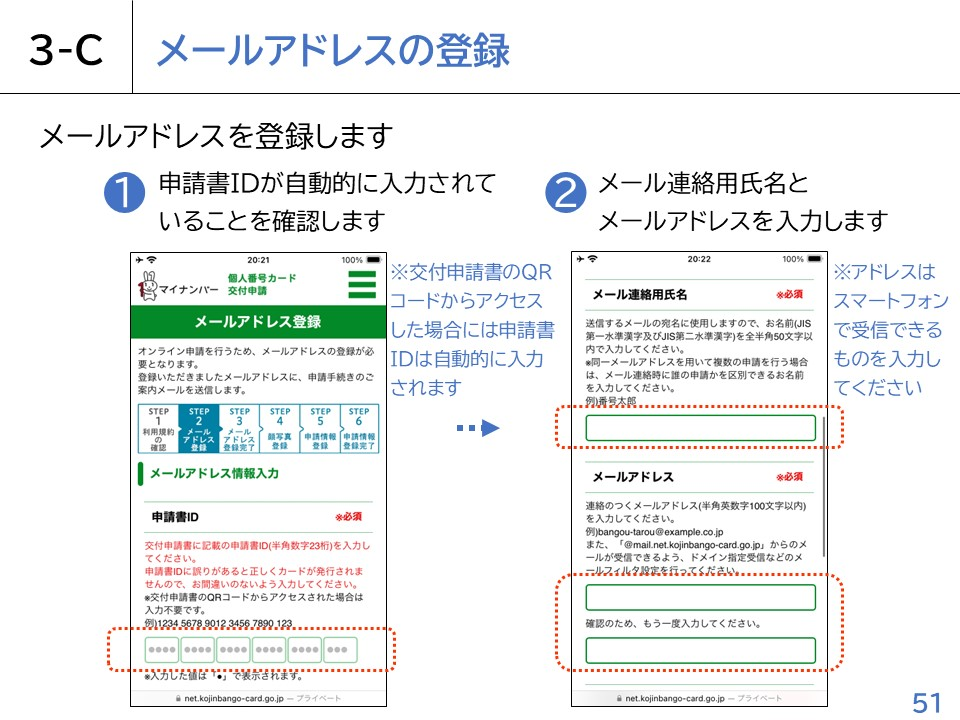 3-C
メールアドレスの登録
メールアドレスを登録します
1
申請書IDが自動的に入力されて
いることを確認します
20:21
100%
マイナンバー
個人番号カード
交付申請
メールアドレス登録
オンライン申請を行うため、メールアドレスの登録が必
要となります。
登録いただきましたメールアドレスに、申請手続きのご
案内メールを送信します。
STEP
1
利用規約
の
確認
STEP
2
メール
アドレス
登録
STEP
3
メール
アドレス
登録完了
STEP
4
顔写真
登録
STEP
5
申請情報
登録
STEP
6
申請情報
登録完了
メールアドレス情報入力
申請書ID
※必須
交付申請書に記載の申請書ID(半角数字23桁)を入力し
てください。
申請書IDに誤りがあると正しくカードが発行されま
せんので、お間違いのないよう入力してください。
※交付申請書のQRコードからアクセスされた場合は
入力不要です。
例)1234 5678 9012 3456 7890 123
●●●● ●●●● ●●●● ●●●● ●●●● ●●●
※入力した値は「●」で表示されます。
net.kojinbango-card.go.jp — プライベート
※交付申請書のQR
コードからアクセス
した場合には申請書
IDは自動的に入力
されます
2
メール連絡用氏名と
メールアドレスを入力します
20:22
100%
メール連絡用氏名
※必須
送信するメールの宛名に使用しますので、お名前(JIS
第一水準漢字及びJIS第二水準漢字)を全半角50文字以
内で入力してください。
※同一メールアドレスを用いて複数の申請を行う場合
は、メール連絡時に誰の申請かを区別できるお名前
を入力してください。
例)番号太郎
メールアドレス
※必須
連絡のつくメールアドレス(半角英数字100文字以内)
を入力してください。
例)bangou-tarou@example.co.jp
また、「@mail.net.kojinbango-card.go.jp」からのメ
ールが受信できるよう、ドメイン指定受信などのメ
ールフィルタ設定を行ってください。
確認のため、もう一度入力してください。
net.kojinbango-card.go.jp — プライベート
※アドレスは
スマートフォン
で受信できる
ものを入力し
てください
51